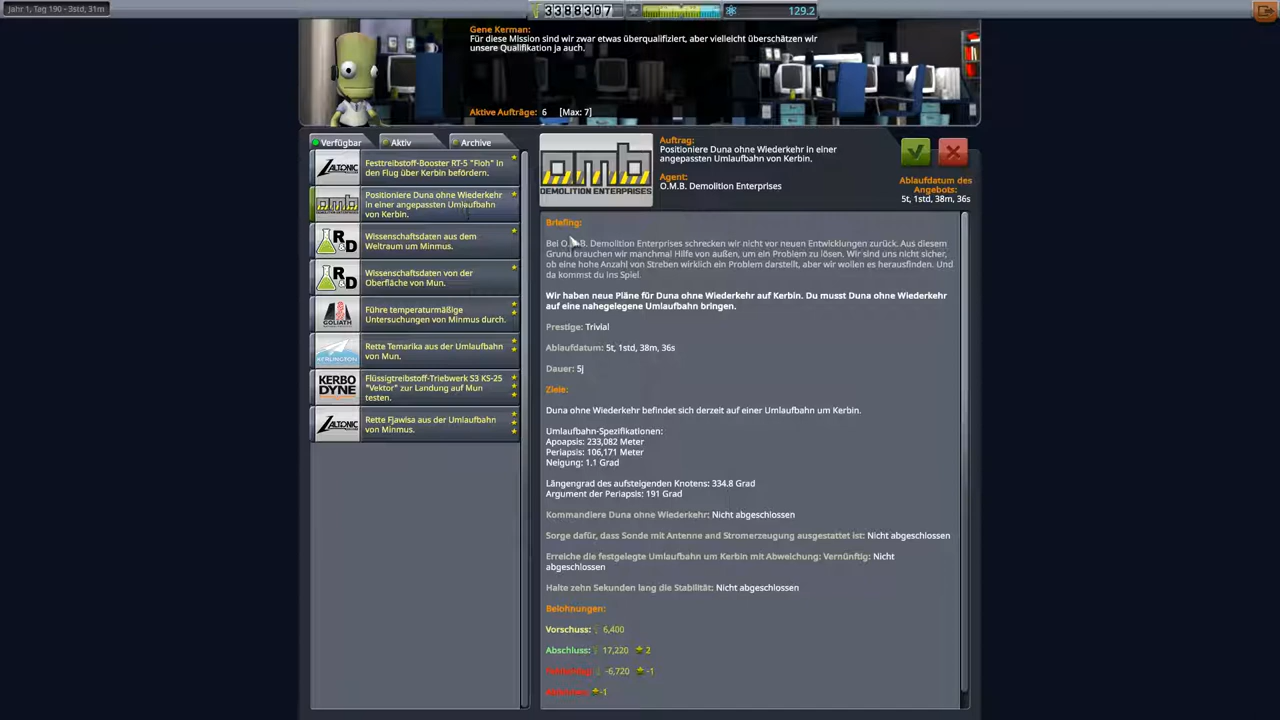 Jahr 1, Tag 190 - 3std, 31m
3388307
129.2
Gene Kerman:
Für diese Mission sind wir zwar etwas überqualifiziert, aber vielleicht überschätzen wir
unsere Qualifikation ja auch.
Aktive Aufträge: 6 [Max: 7]
Verfügbar
Aktiv
Archive
Festtreibstoff-Booster RT-5 "Floh" in
den Flug über Kerbin befördern.
Positioniere Duna ohne Wiederkehr
in einer angepassten Umlaufbahn
von Kerbin.
R&D
Wissenschaftsdaten aus dem
Weltraum um Minmus.
R&D
Wissenschaftsdaten von der
Oberfläche von Mun.
GOLIATH
Führe temperaturmäßige
Untersuchungen von Minmus durch.
KERLINGTON
Rette Temarika aus der Umlaufbahn
von Mun.
KERBO
DYNE
Flüssigtreibstoff-Triebwerk S3 KS-25
"Vektor" zur Landung auf Mun
testen.
Rette Fjawisa aus der Umlaufbahn
von Minmus.
omb
DEMOLITION ENTERPRISES
Auftrag:
Positioniere Duna ohne Wiederkehr in einer
angepassten Umlaufbahn von Kerbin.
Agent:
O.M.B. Demolition Enterprises
Ablaufdatum des
Angebots:
5t, 1std, 38m, 36s
Briefing:
Bei O.M.B. Demolition Enterprises schrecken wir nicht vor neuen Entwicklungen zurück. Aus diesem
Grund brauchen wir manchmal Hilfe von außen, um ein Problem zu lösen. Wir sind uns nicht sicher,
ob eine hohe Anzahl von Streben wirklich ein Problem darstellt, aber wir wollen es herausfinden. Und
da kommst du ins Spiel.
Wir haben neue Pläne für Duna ohne Wiederkehr auf Kerbin. Du musst Duna ohne Wiederkehr
auf eine nahegelegene Umlaufbahn bringen.
Prestige: Trivial
Ablaufdatum: 5t, 1std, 38m, 36s
Dauer: 5j
Ziele:
Duna ohne Wiederkehr befindet sich derzeit auf einer Umlaufbahn um Kerbin.
Umlaufbahn-Spezifikationen:
Apoapsis: 233,082 Meter
Periapsis: 106,171 Meter
Neigung: 1.1 Grad
Längengrad des aufsteigenden Knotens: 334.8 Grad
Argument der Periapsis: 191 Grad
Kommandiere Duna ohne Wiederkehr: Nicht abgeschlossen
Sorge dafür, dass Sonde mit Antenne and Stromerzeugung ausgestattet ist: Nicht abgeschlossen
Erreiche die festgelegte Umlaufbahn um Kerbin mit Abweichung: Vernünftig: Nicht
abgeschlossen
Halte zehn Sekunden lang die Stabilität: Nicht abgeschlossen
Belohnungen:
Vorschuss: 6,400
Abschluss: 17,220 2
-6,720 -1
-1